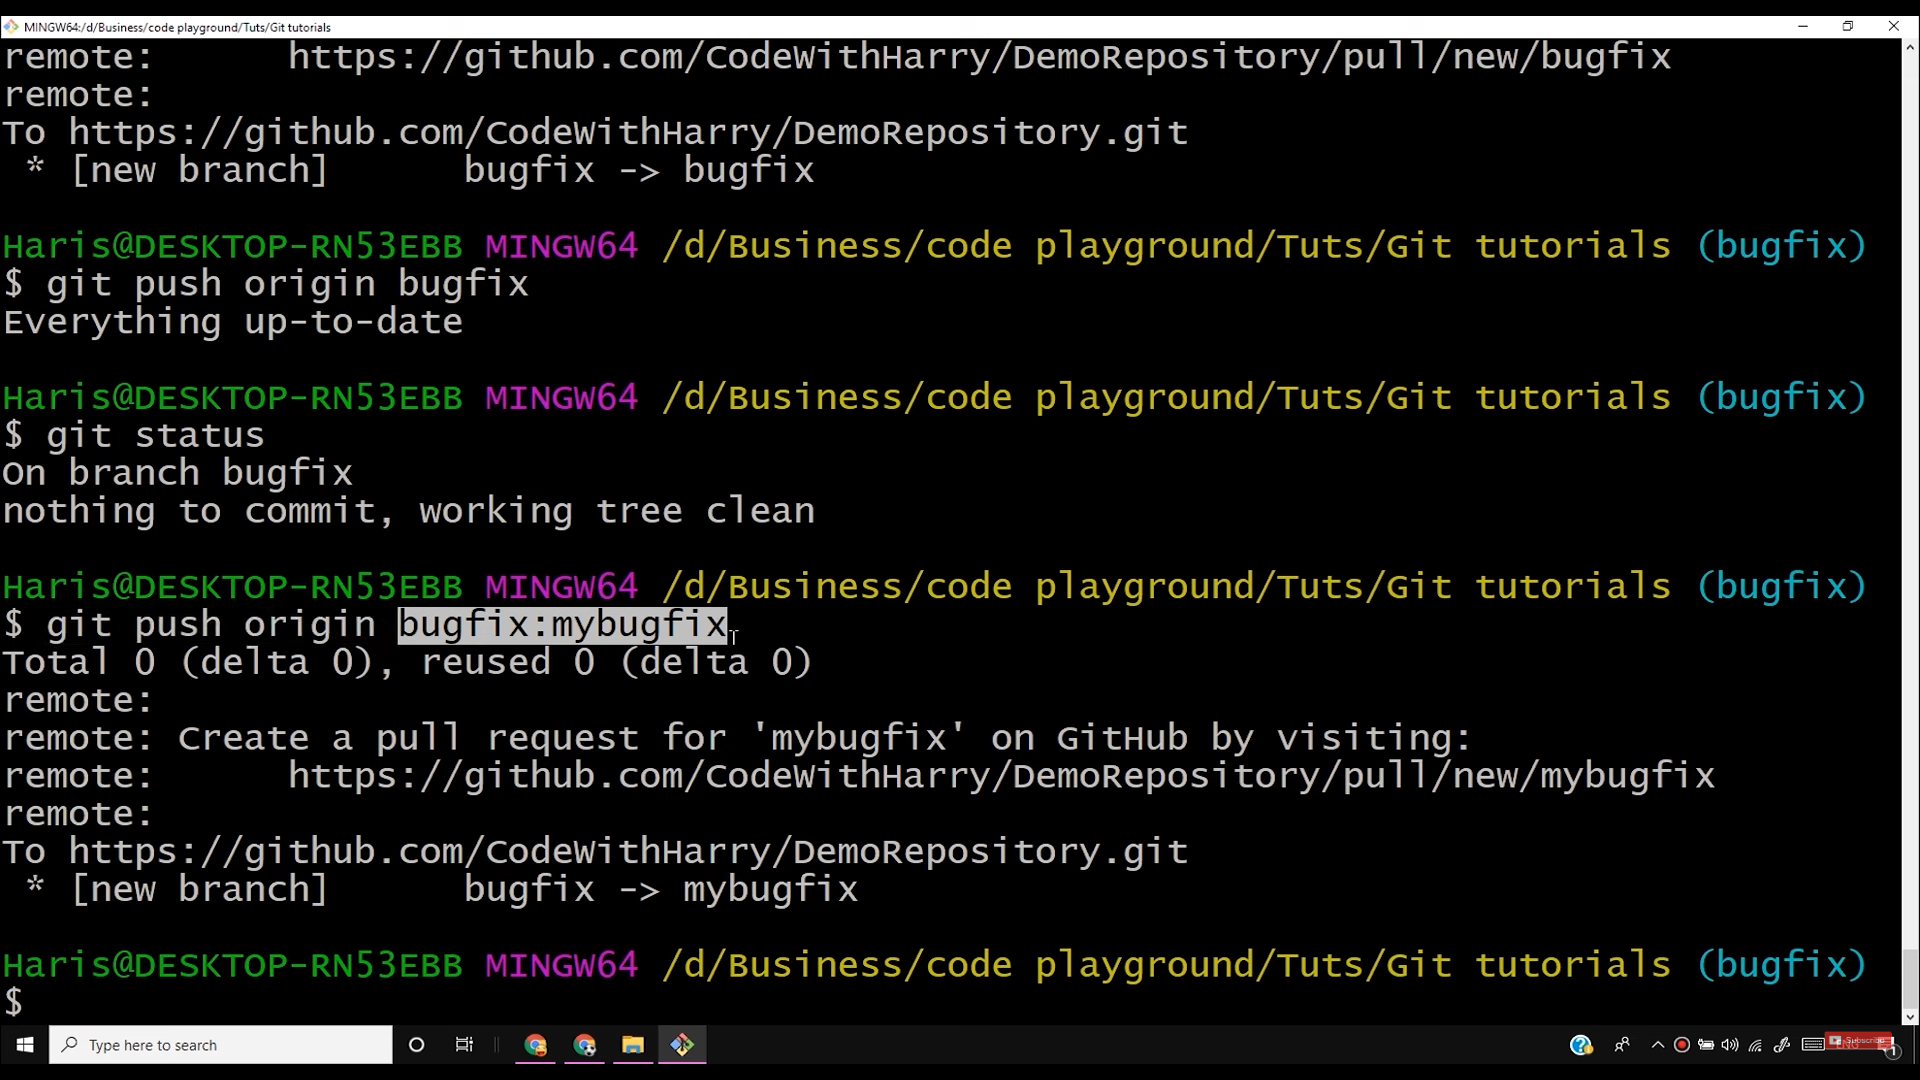 MINGW64:/d/Business/code playground/Tuts/Git tutorials
remote:      https://github.com/CodeWithHarry/DemoRepository/pull/new/bugfix
remote:
To https://github.com/CodeWithHarry/DemoRepository.git
 * [new branch]      bugfix -> bugfix
Haris@DESKTOP-RN53EBB MINGW64 /d/Business/code playground/Tuts/Git tutorials (bugfix)
$ git push origin bugfix
Everything up-to-date
Haris@DESKTOP-RN53EBB MINGW64 /d/Business/code playground/Tuts/Git tutorials (bugfix)
$ git status
On branch bugfix
nothing to commit, working tree clean
Haris@DESKTOP-RN53EBB MINGW64 /d/Business/code playground/Tuts/Git tutorials (bugfix)
$ git push origin bugfix:mybugfix
Total 0 (delta 0), reused 0 (delta 0)
remote:
remote: Create a pull request for 'mybugfix' on GitHub by visiting:
remote:      https://github.com/CodeWithHarry/DemoRepository/pull/new/mybugfix
remote:
To https://github.com/CodeWithHarry/DemoRepository.git
 * [new branch]      bugfix -> mybugfix
Haris@DESKTOP-RN53EBB MINGW64 /d/Business/code playground/Tuts/Git tutorials (bugfix)
$
Type here to search
Subscribe
1